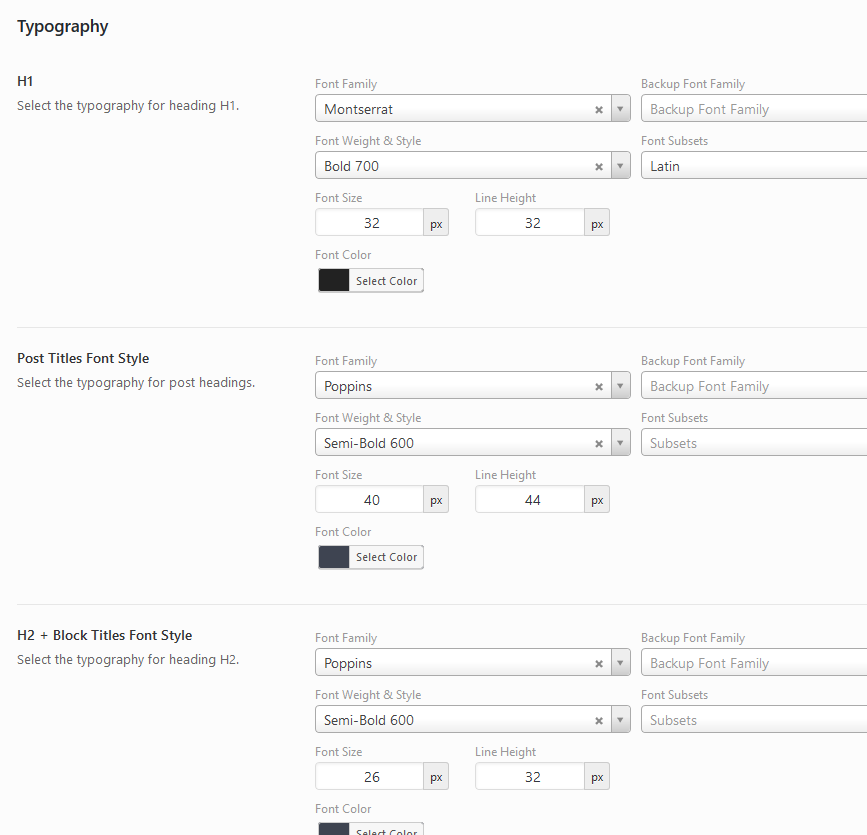 Typography
H1
Select the typography for heading H1.
Font Family
Backup Font Family
Montserrat
Backup Font Family
Font Weight & Style
Font Subsets
Bold 700
Latin
Font Size
Line Height
32 px
32 px
Font Color
Select Color
Post Titles Font Style
Select the typography for post headings.
Font Family
Backup Font Family
Poppins
Backup Font Family
Font Weight & Style
Font Subsets
Semi-Bold 600
Subsets
Font Size
Line Height
40 px
44 px
Font Color
Select Color
H2 + Block Titles Font Style
Select the typography for heading H2.
Font Family
Backup Font Family
Poppins
Backup Font Family
Font Weight & Style
Font Subsets
Semi-Bold 600
Subsets
Font Size
Line Height
26 px
32 px
Font Color
Select Color